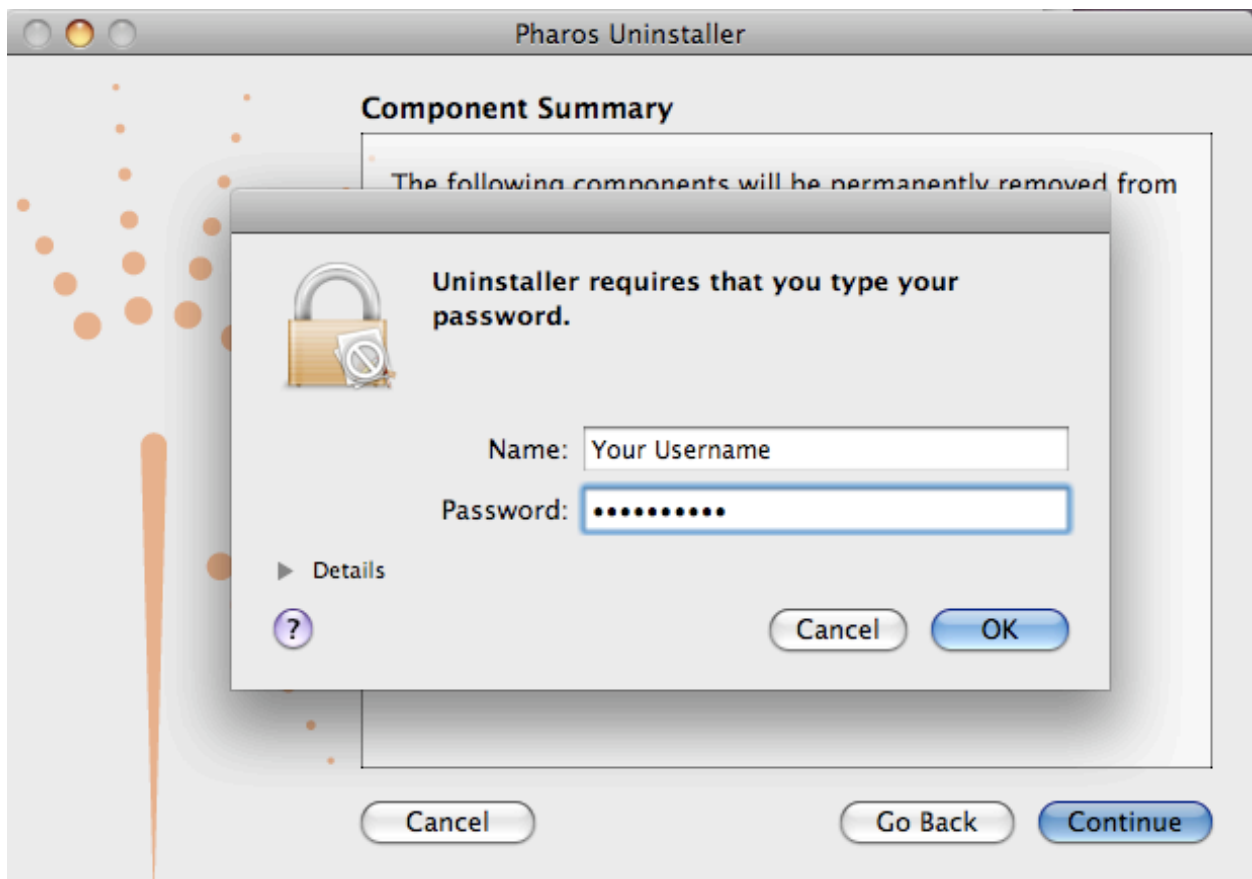 Pharos Uninstaller
Component Summary
The following components will be permanently removed from
Uninstaller requires that you type your
password.
Name: Your Username
Password: ••••••••••
Details
?
Cancel
OK
Cancel
Go Back
Continue